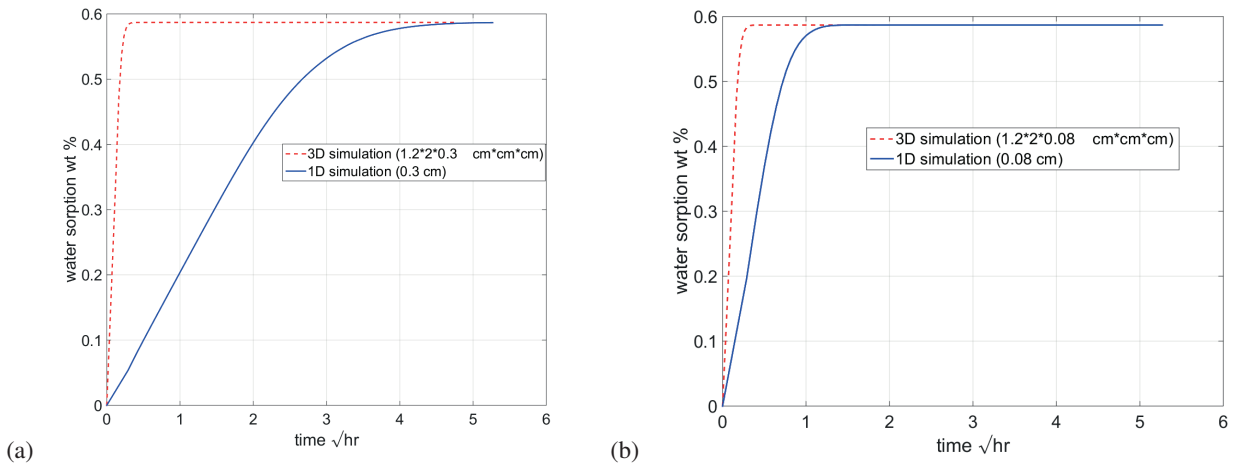 0.6
0.5
0.4
0.3
0.2
0.1
0
water sorption wt %
3D simulation (1.2*2*0.3 cm*cm*cm)
1D simulation (0.3 cm)
0 1 2 3 4 5 6
time √hr
(a)
0.6
0.5
0.4
0.3
0.2
0.1
0
water sorption wt %
3D simulation (1.2*2*0.08 cm*cm*cm)
1D simulation (0.08 cm)
0 1 2 3 4 5 6
time √hr
(b)